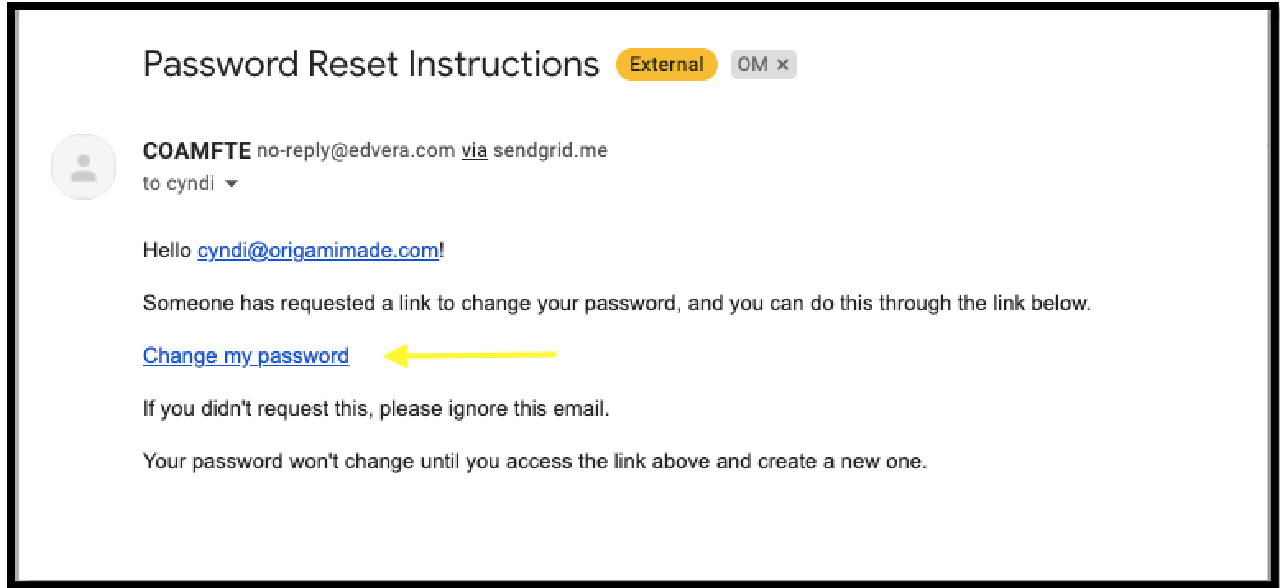 Password Reset Instructions External OM ×
COAMFTE no-reply@edvera.com via sendgrid.me
to cyndi
Hello cyndi@origamimade.com!
Someone has requested a link to change your password, and you can do this through the link below.
Change my password
If you didn't request this, please ignore this email.
Your password won't change until you access the link above and create a new one.